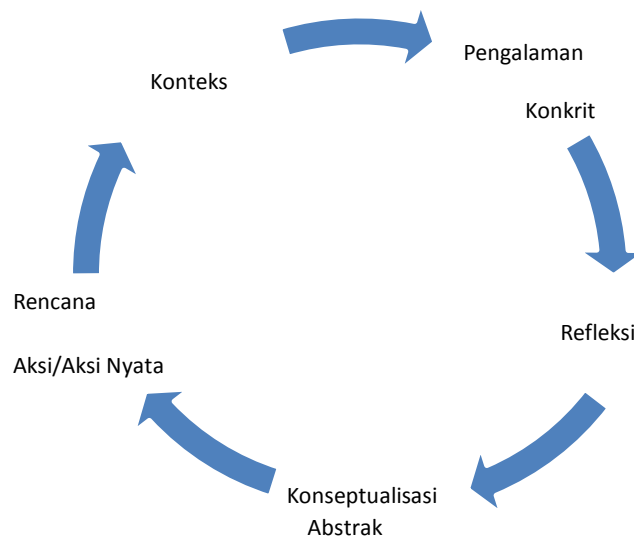 Pengalaman
Konteks
Konkrit
Rencana
Refleksi
Aksi/Aksi Nyata
Konseptualisasi
Abstrak